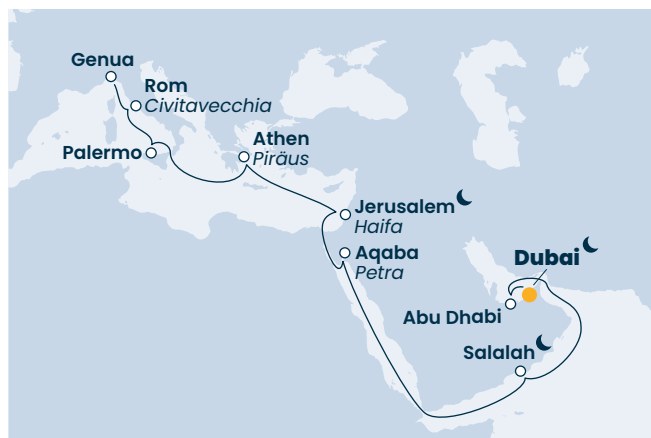 Genua
Rom
Civitavecchia
Palermo
Athen
Piräus
Jerusalem
Haifa
Aqaba
Petra
Dubai
Abu Dhabi
Salalah